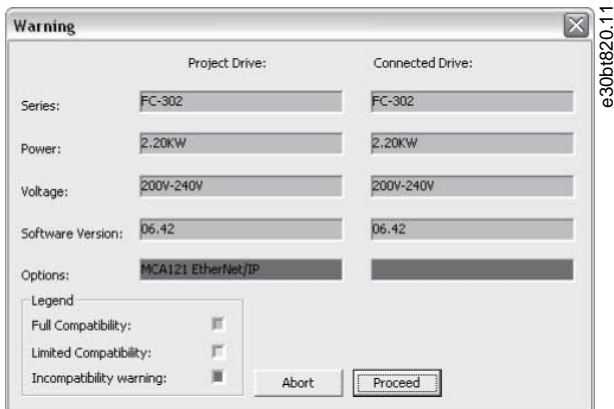 Warning
Project Drive: Connected Drive:
Series: FC-302 FC-302
Power: 2.20KW 2.20KW
Voltage: 200V-240V 200V-240V
Software Version: 06.42 06.42
Options: MCA121 EtherNet/IP
Legend
Full Compatibility:
Limited Compatibility:
Incompatibility warning:
Abort Proceed
e30bt820.11